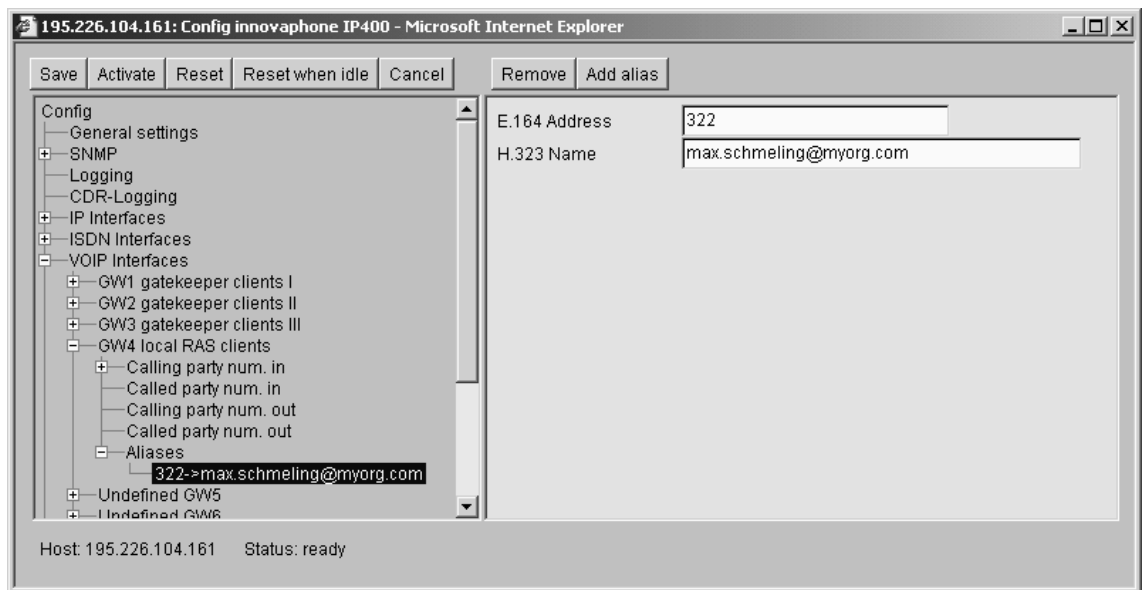 195.226.104.161: Config innovaphone IP400 - Microsoft Internet Explorer
Save Activate Reset Reset when idle Cancel Remove Add alias
Config
General settings
SNMP
Logging
CDR-Logging
IP Interfaces
ISDN Interfaces
VOIP Interfaces
GW1 gatekeeper clients I
GW2 gatekeeper clients II
GW3 gatekeeper clients III
GW4 local RAS clients
Calling party num. in
Called party num. in
Calling party num. out
Called party num. out
Aliases
322->max.schmeling@myorg.com
Undefined GW5
Undefined GW6
E.164 Address 322
H.323 Name max.schmeling@myorg.com
Host: 195.226.104.161 Status: ready